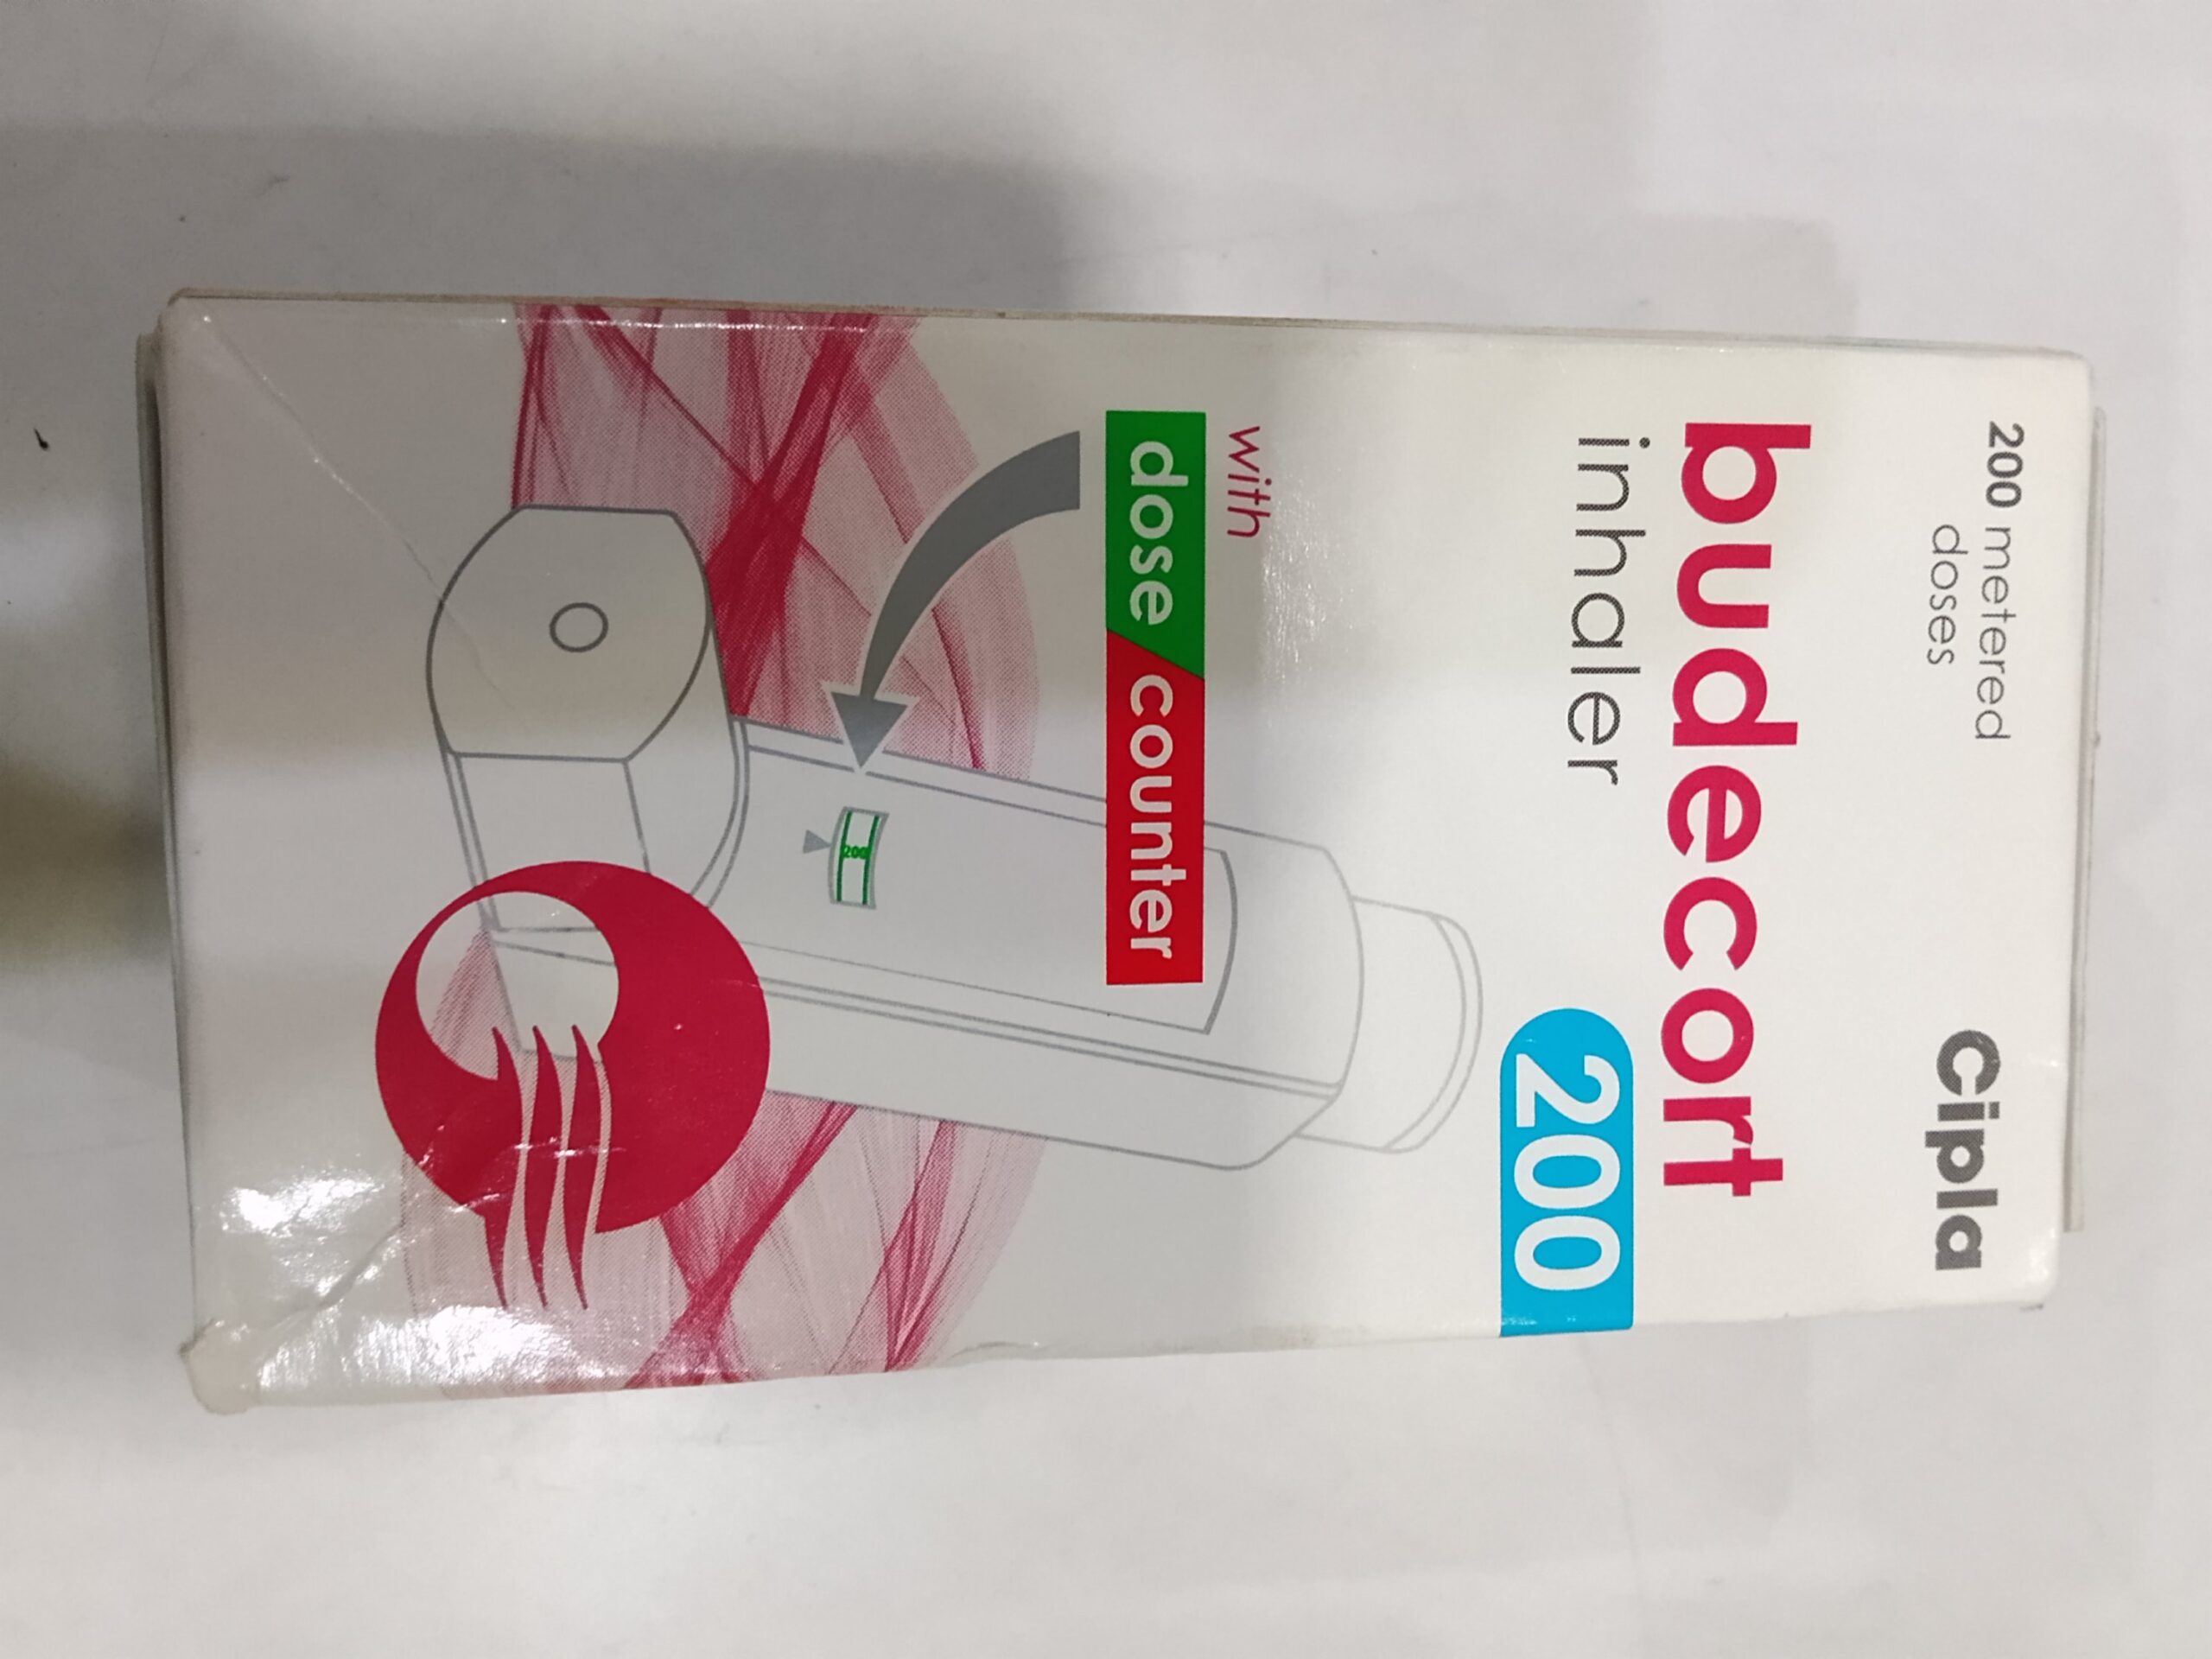 200 metered
doses
Cipla
budecort
inhaler
200
with
dose counter
200